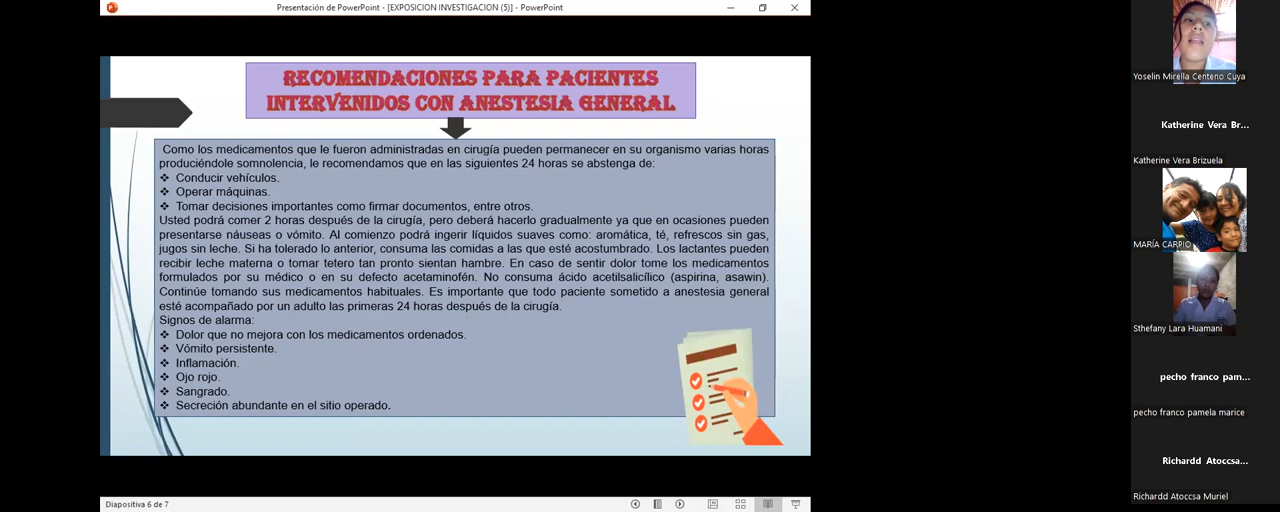 Presentación de PowerPoint - [EXPOSICION INVESTIGACION (5)] - PowerPoint
RECOMENDACIONES PARA PACIENTES
INTERVENIDOS CON ANESTESIA GENERAL
Como los medicamentos que le fueron administradas en cirugía pueden permanecer en su organismo varias horas
produciéndole somnolencia, le recomendamos que en las siguientes 24 horas se abstenga de:
❖ Conducir vehículos.
❖ Operar máquinas.
❖ Tomar decisiones importantes como firmar documentos, entre otros.
Usted podrá comer 2 horas después de la cirugía, pero deberá hacerlo gradualmente ya que en ocasiones pueden
presentarse náuseas o vómito. Al comienzo podrá ingerir líquidos suaves como: aromática, té, refrescos sin gas,
jugos sin leche. Si ha tolerado lo anterior, consuma las comidas a las que esté acostumbrado. Los lactantes pueden
recibir leche materna o tomar tetero tan pronto sientan hambre. En caso de sentir dolor tome los medicamentos
formulados por su médico o en su defecto acetaminofén. No consuma ácido acetilsalicílico (aspirina, asawin).
Continúe tomando sus medicamentos habituales. Es importante que todo paciente sometido a anestesia general
esté acompañado por un adulto las primeras 24 horas después de la cirugía.
Signos de alarma:
❖ Dolor que no mejora con los medicamentos ordenados.
❖ Vómito persistente.
❖ Inflamación.
❖ Ojo rojo.
❖ Sangrado.
❖ Secreción abundante en el sitio operado.
Diapositiva 6 de 7
Yoselin Mirella Centeno Cuya
Katherine Vera Br...
Katherine Vera Brizuela
MARÍA CARPIO
Sthefany Lara Huamani
pecho franco pam...
pecho franco pamela marice
Richardd Atoccsa...
Richardd Atoccsa Muriel